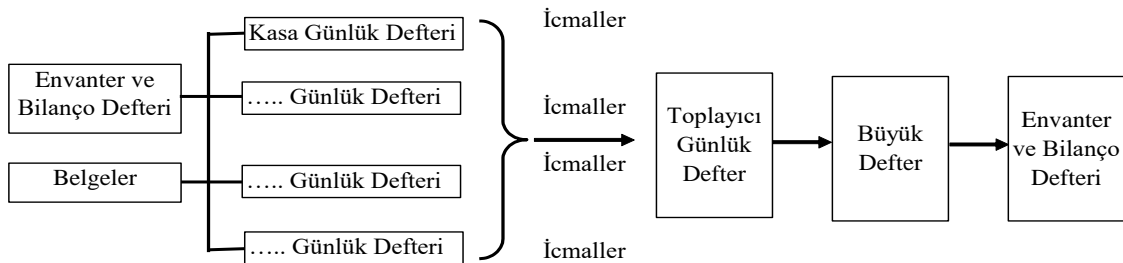 Envanter ve
Bilanço Defteri
Belgeler
Kasa Günlük Defteri
….. Günlük Defteri
….. Günlük Defteri
….. Günlük Defteri
İcmaller
İcmaller
İcmaller
İcmaller
Toplayıcı
Günlük
Defter
Büyük
Defter
Envanter
ve Bilanço
Defteri